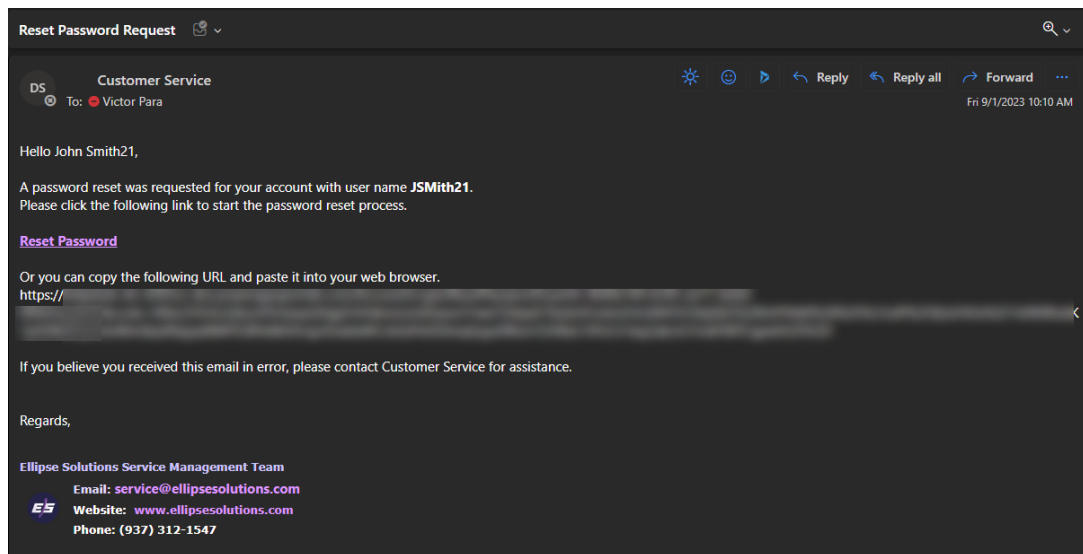 Reset Password Request
DS
Customer Service
Reply
Reply all
Forward
To: Victor Para
Fri 9/1/2023 10:10 AM
Hello John Smith21,
A password reset was requested for your account with user name JSMith21.
Please click the following link to start the password reset process.
Reset Password
Or you can copy the following URL and paste it into your web browser.
https://
If you believe you received this email in error, please contact Customer Service for assistance.
Regards,
Ellipse Solutions Service Management Team
Email: service@ellipsesolutions.com
ES
Website: www.ellipsesolutions.com
Phone: (937) 312-1547